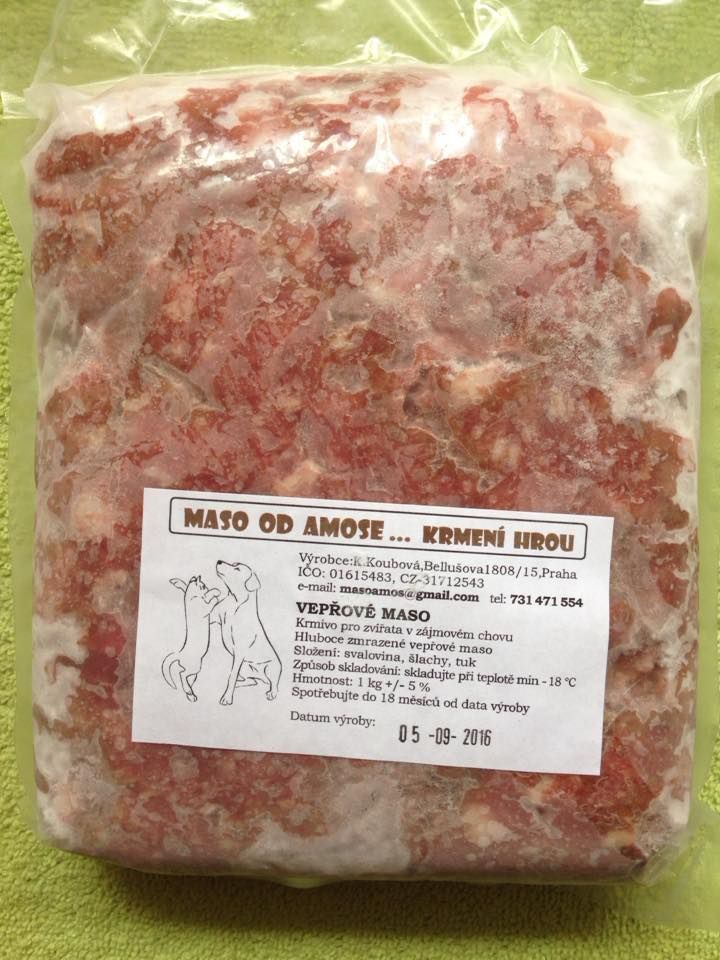 MASO OD AMOSE... KRMENÍ HROU
Výrobce:K.Koubová,Bellušova1808/15,Praha
IČO: 01615483, CZ-31712543
e-mail: masoamos@gmail.com tel: 731 471 554
VEPŘOVÉ MASO
Krmivo pro zvířata v zájmovém chovu
Hluboce zmrazené vepřové maso
Složení: svalovina, šlachy, tuk
Způsob skladování: skladujte při teplotě min - 18 °C
Hmotnost: 1 kg +/- 5 %
Spotřebujte do 18 měsíců od data výroby
Datum výroby: 05 -09- 2016